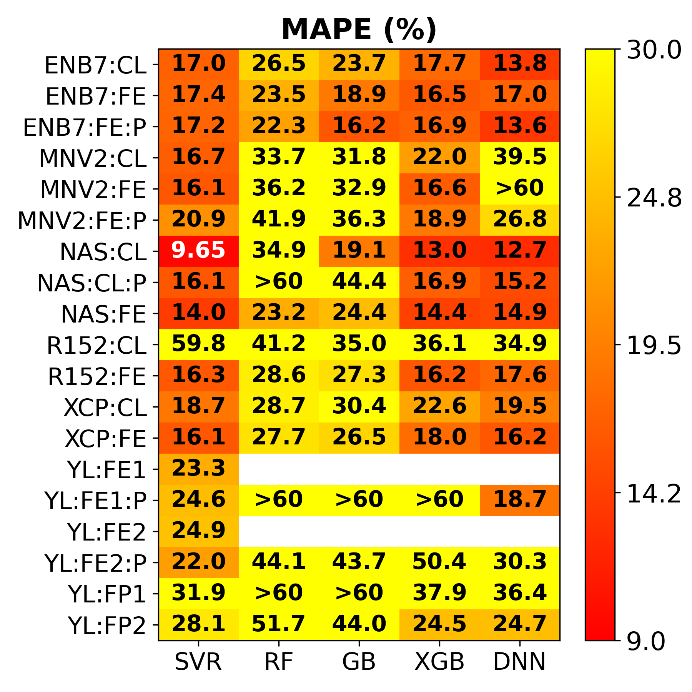 MAPE (%)
ENB7:CL 17.0 26.5 23.7 17.7 13.8
ENB7:FE 17.4 23.5 18.9 16.5 17.0
ENB7:FE:P 17.2 22.3 16.2 16.9 13.6
MNV2:CL 16.7 33.7 31.8 22.0 39.5
MNV2:FE 16.1 36.2 32.9 16.6 >60
MNV2:FE:P 20.9 41.9 36.3 18.9 26.8
NAS:CL 9.65 34.9 19.1 13.0 12.7
NAS:CL:P 16.1 >60 44.4 16.9 15.2
NAS:FE 14.0 23.2 24.4 14.4 14.9
R152:CL 59.8 41.2 35.0 36.1 34.9
R152:FE 16.3 28.6 27.3 16.2 17.6
XCP:CL 18.7 28.7 30.4 22.6 19.5
XCP:FE 16.1 27.7 26.5 18.0 16.2
YL:FE1 23.3
YL:FE1:P 24.6 >60 >60 >60 18.7
YL:FE2 24.9
YL:FE2:P 22.0 44.1 43.7 50.4 30.3
YL:FP1 31.9 >60 >60 37.9 36.4
YL:FP2 28.1 51.7 44.0 24.5 24.7
SVR RF GB XGB DNN
30.0
24.8
19.5
14.2
9.0